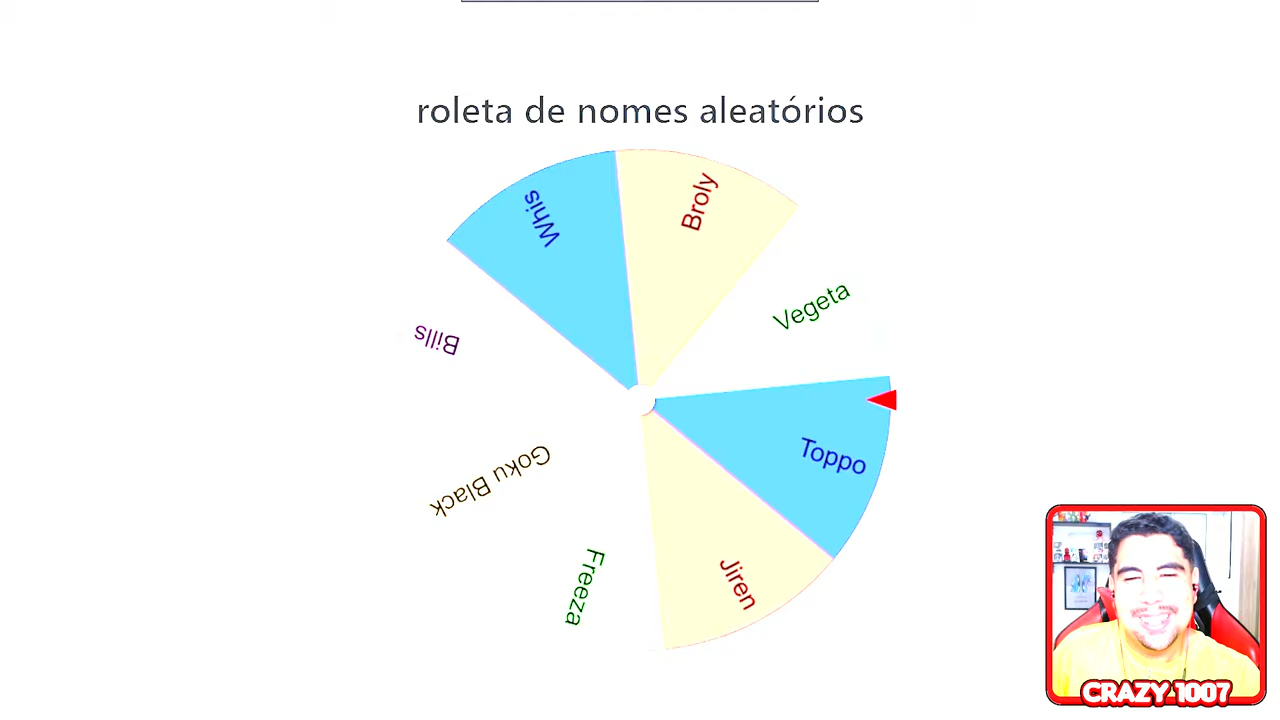 roleta de nomes aleatórios
Whis
Broly
Vegeta
Bills
Toppo
Goku Black
Freeza
Jiren
CRAZY 1007